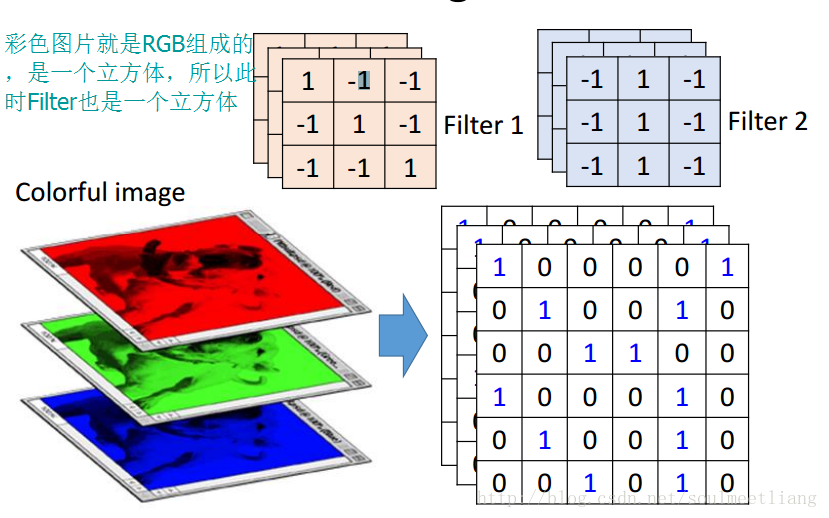 彩色图片就是RGB组成的
，是一个立方体，所以此
时Filter也是一个立方体
1 -1 -1
-1 1 -1
-1 -1 1
Filter 1
-1 1 -1
-1 1 -1
-1 1 -1
Filter 2
Colorful image
1 0 0 0 0 1
0 1 0 0 1 0
0 0 1 1 0 0
1 0 0 0 1 0
0 1 0 0 1 0
0 0 1 0 1 0
http://blog.csdn.net/soulmeetliang